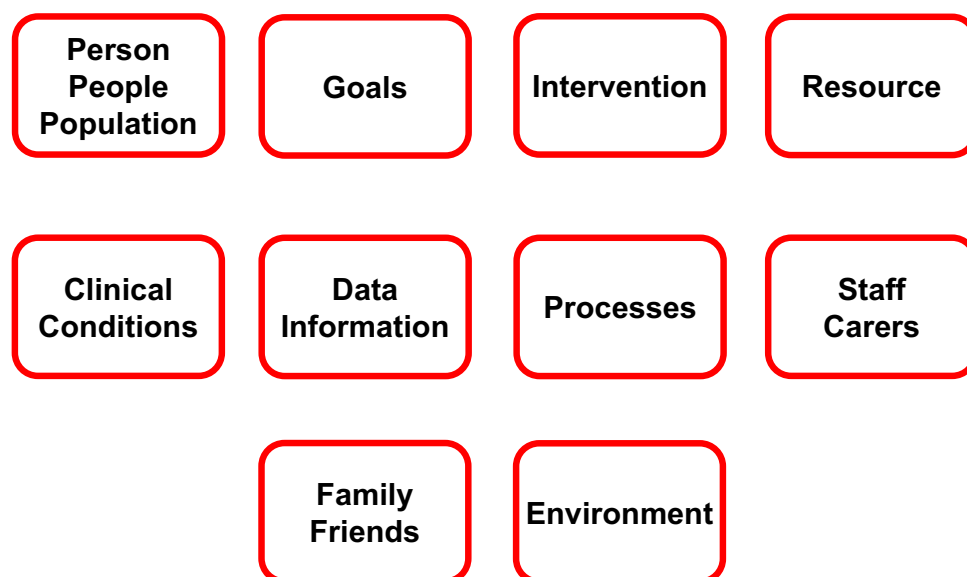 Person
People
Population
Goals
Intervention
Resource
Clinical
Conditions
Data
Information
Processes
Staff
Carers
Family
Friends
Environment